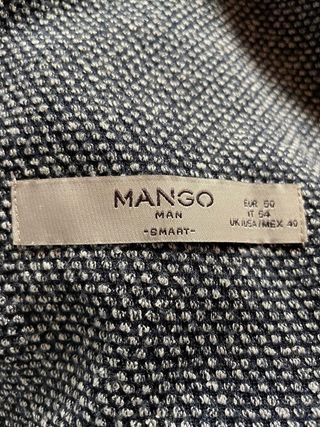 MANGO
MAN
-SMART-
EUR 50
IT 54
UK/USA/MEX 40